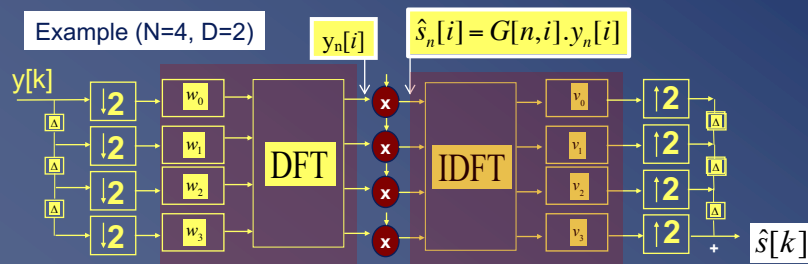 Example (N=4, D=2)
yₙ[i]
ŝₙ[i] = G[n,i].yₙ[i]
y[k]
↓2 w₀ x v₀ ↑2
Δ Δ
↓2 w₁ x v₁ ↑2
DFT IDFT
Δ Δ
↓2 w₂ x v₂ ↑2
Δ Δ
↓2 w₃ x v₃ ↑2
+
ŝ[k]